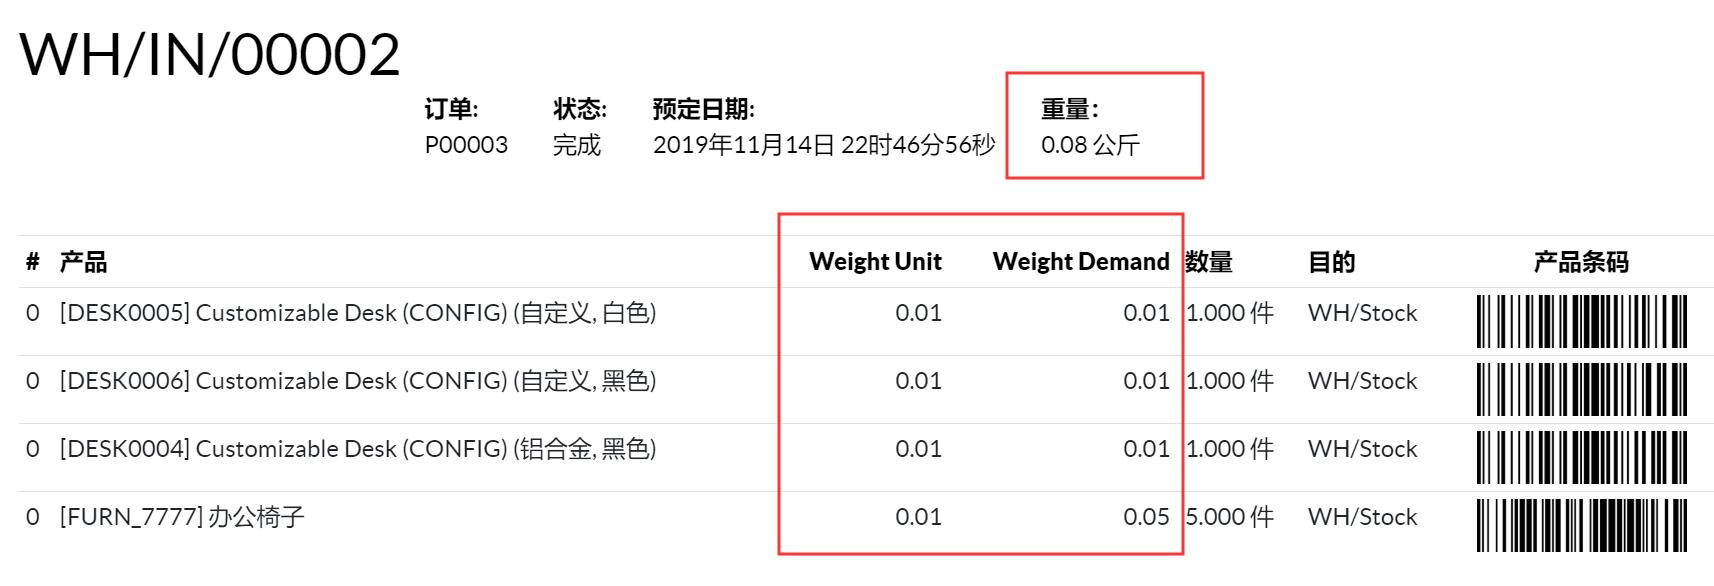 WH/IN/00002
订单: 状态: 预定日期: 重量:
P00003 完成 2019年11月14日 22时46分56秒 0.08 公斤
# 产品 Weight Unit Weight Demand 数量 目的 产品条码
0 [DESK0005] Customizable Desk (CONFIG) (自定义, 白色) 0.01 0.01 1.000 件 WH/Stock
0 [DESK0006] Customizable Desk (CONFIG) (自定义, 黑色) 0.01 0.01 1.000 件 WH/Stock
0 [DESK0004] Customizable Desk (CONFIG) (铝合金, 黑色) 0.01 0.01 1.000 件 WH/Stock
0 [FURN_7777] 办公椅子 0.01 0.05 5.000 件 WH/Stock